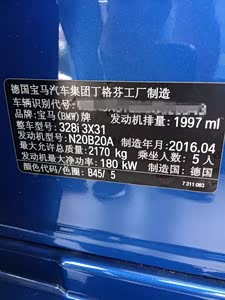 德国宝马汽车集团丁格芬工厂制造
车辆识别代号:
品牌:宝马(BMW)牌 发动机排量:1997 ml
整车型号:328i 3X31
发动机型号:N20B20A 制造年月:2016.04
最大允许总质量:2170 kg 乘坐人数:5人
发动机最大净功率:180 kW 制造国:德国
颜色代码/色圈:B45/ 5
7 311 083